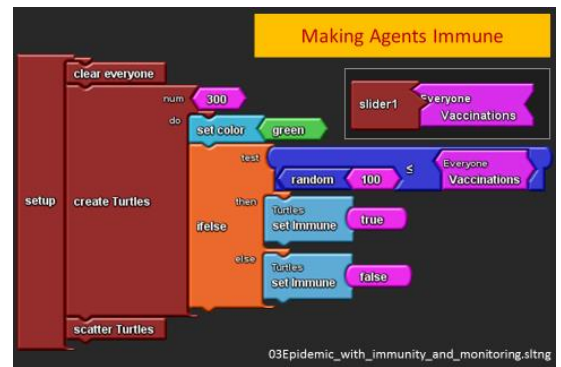 Making Agents Immune
clear everyone
slider1
Everyone
Vaccinations
num
300
do
set color
green
test
random
100
≤
Everyone
Vaccinations
setup
create Turtles
ifelse
then
Turtles
set Immune
true
else
Turtles
set Immune
false
scatter Turtles
03Epidemic_with_immunity_and_monitoring.sltng